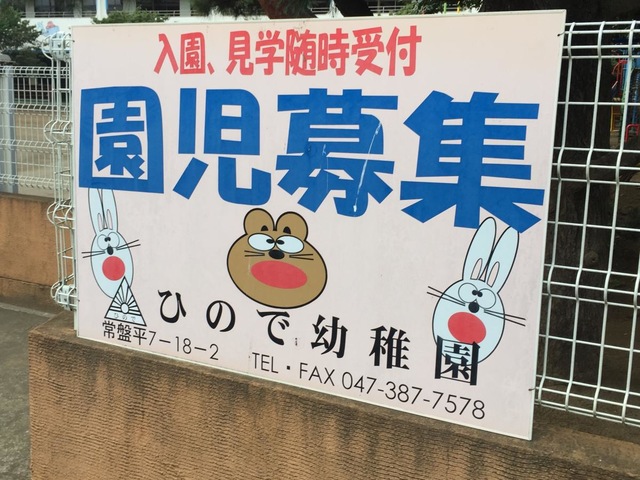 入園、見学随時受付
園児募集
ひので幼稚園
常盤平7-18-2
TEL・FAX 047-387-7578